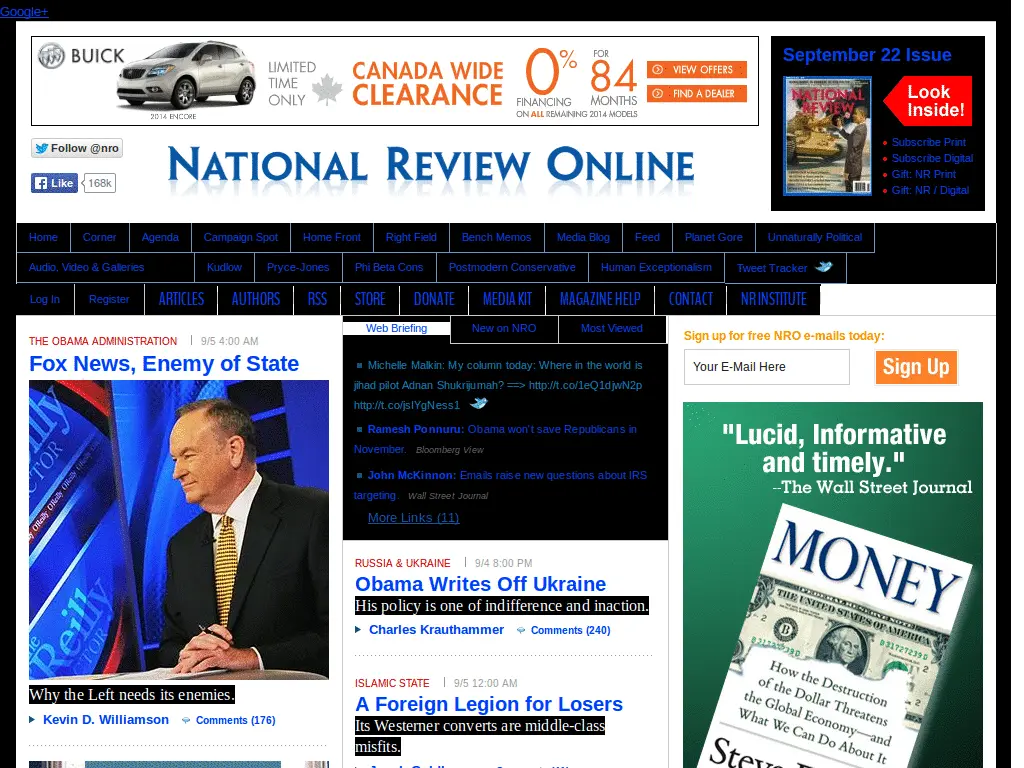 Google+
BUICK
2014 ENCORE
LIMITED
TIME
ONLY
CANADA WIDE
CLEARANCE
0%
FINANCING
FOR
84
MONTHS
ON ALL REMAINING 2014 MODELS
VIEW OFFERS
FIND A DEALER
September 22 Issue
NATIONAL
REVIEW
Look
Inside!
Subscribe Print
Subscribe Digital
Gift: NR Print
Gift: NR / Digital
Follow @nro
Like 168k
NATIONAL REVIEW ONLINE
Home Corner Agenda Campaign Spot Home Front Right Field Bench Memos Media Blog Feed Planet Gore Unnaturally Political
Audio, Video & Galleries Kudlow Pryce-Jones Phi Beta Cons Postmodern Conservative Human Exceptionalism Tweet Tracker
Log In Register ARTICLES AUTHORS RSS STORE DONATE MEDIA KIT MAGAZINE HELP CONTACT NR INSTITUTE
THE OBAMA ADMINISTRATION 9/5 4:00 AM
Fox News, Enemy of State
Why the Left needs its enemies.
Kevin D. Williamson Comments (176)
Web Briefing New on NRO Most Viewed
Michelle Malkin: My column today: Where in the world is
jihad pilot Adnan Shukrijumah? ==> http://t.co/1eQ1djwN2p
http://t.co/jsIYgNess1
Ramesh Ponnuru: Obama won't save Republicans in
November. Bloomberg View
John McKinnon: Emails raise new questions about IRS
targeting. Wall Street Journal
More Links (11)
RUSSIA & UKRAINE 9/4 8:00 PM
Obama Writes Off Ukraine
His policy is one of indifference and inaction.
Charles Krauthammer Comments (240)
ISLAMIC STATE 9/5 12:00 AM
A Foreign Legion for Losers
Its Westerner converts are middle-class
misfits.
Sign up for free NRO e-mails today:
Your E-Mail Here
Sign Up
"Lucid, Informative
and timely."
--The Wall Street Journal
MONEY
THE UNITED STATES OF AMERICA
B 31727239 D
How the Destruction
of the Dollar Threatens
the Global Economy—and
What We Can Do About It